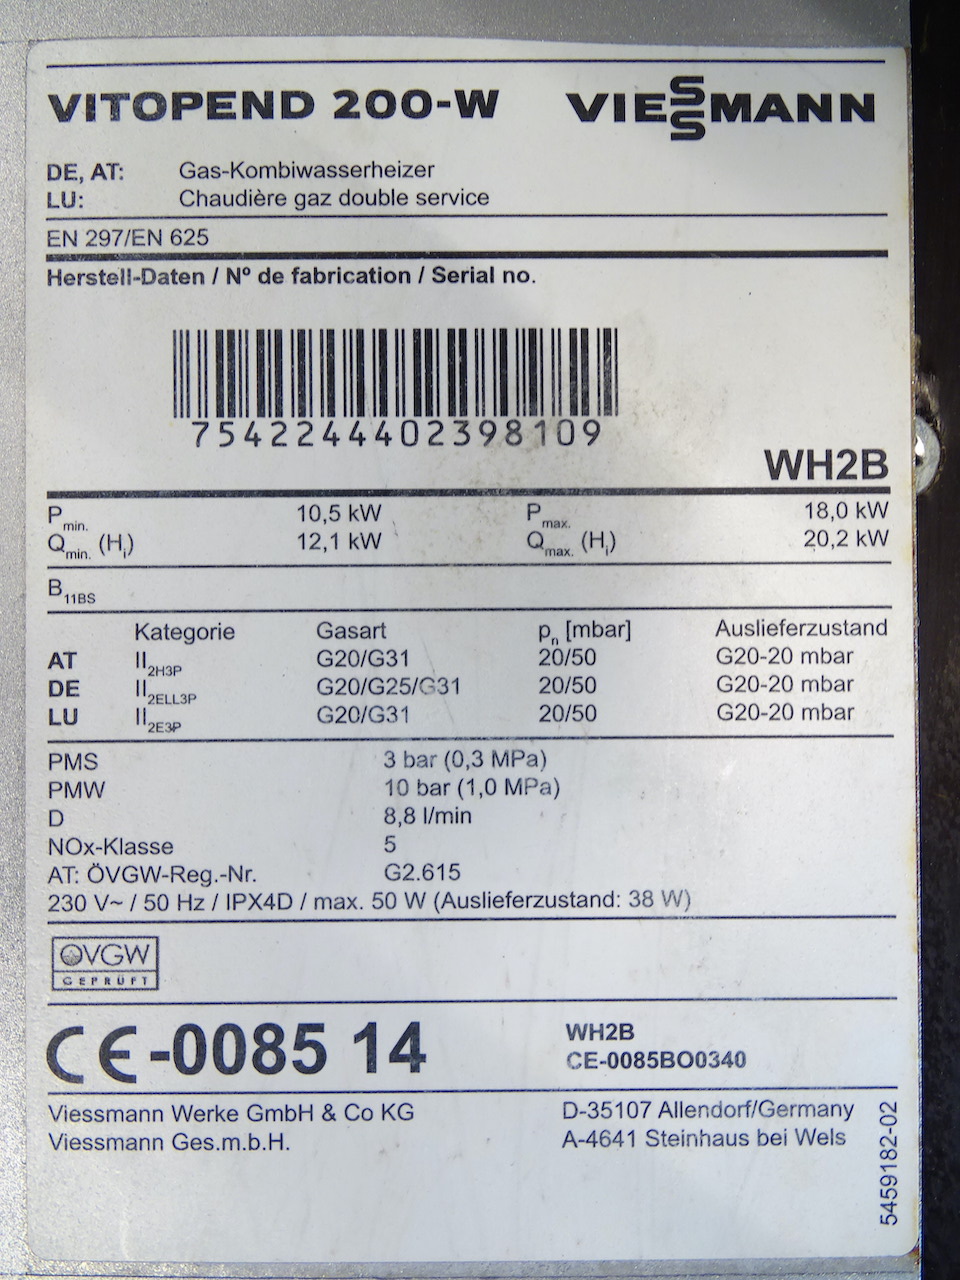 VITOPEND 200-W VIESSMANN
DE, AT: Gas-Kombiwasserheizer
LU: Chaudière gaz double service
EN 297/EN 625
Herstell-Daten / Nº de fabrication / Serial no.
7542244402398109
WH2B
Pmin. 10,5 kW Pmax. 18,0 kW
Qmin. (Hi) 12,1 kW Qmax. (Hi) 20,2 kW
B11BS
Kategorie Gasart pn [mbar] Auslieferzustand
AT II2H3P G20/G31 20/50 G20-20 mbar
DE II2ELL3P G20/G25/G31 20/50 G20-20 mbar
LU II2E3P G20/G31 20/50 G20-20 mbar
PMS 3 bar (0,3 MPa)
PMW 10 bar (1,0 MPa)
D 8,8 l/min
NOx-Klasse 5
AT: ÖVGW-Reg.-Nr. G2.615
230 V~ / 50 Hz / IPX4D / max. 50 W (Auslieferzustand: 38 W)
ÖVGW
GEPRÜFT
CE-0085 14
WH2B
CE-0085BO0340
Viessmann Werke GmbH & Co KG D-35107 Allendorf/Germany
Viessmann Ges.m.b.H. A-4641 Steinhaus bei Wels
5459182-02